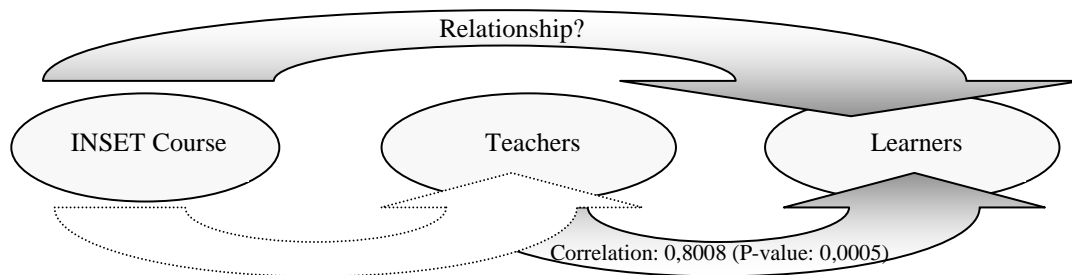 Relationship?
INSET Course
Teachers
Learners
Correlation: 0,8008 (P-value: 0,0005)